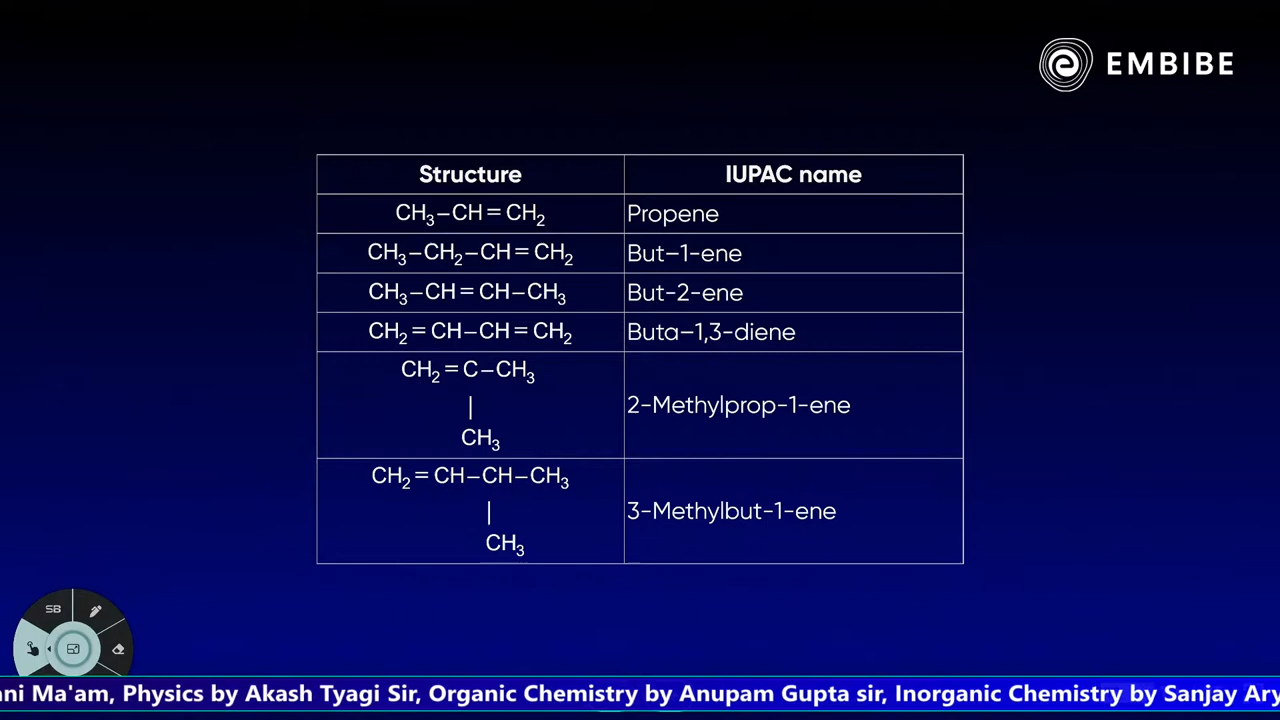 EMBIBE
Structure IUPAC name
CH₃–CH=CH₂ Propene
CH₃–CH₂–CH=CH₂ But–1-ene
CH₃–CH=CH–CH₃ But-2-ene
CH₂=CH–CH=CH₂ Buta–1,3-diene
CH₂=C–CH₃
|
CH₃
2-Methylprop-1-ene
CH₂=CH–CH–CH₃
|
CH₃
3-Methylbut-1-ene
SB
Ma'am, Physics by Akash Tyagi Sir, Organic Chemistry by Anupam Gupta sir, Inorganic Chemistry by Sanjay